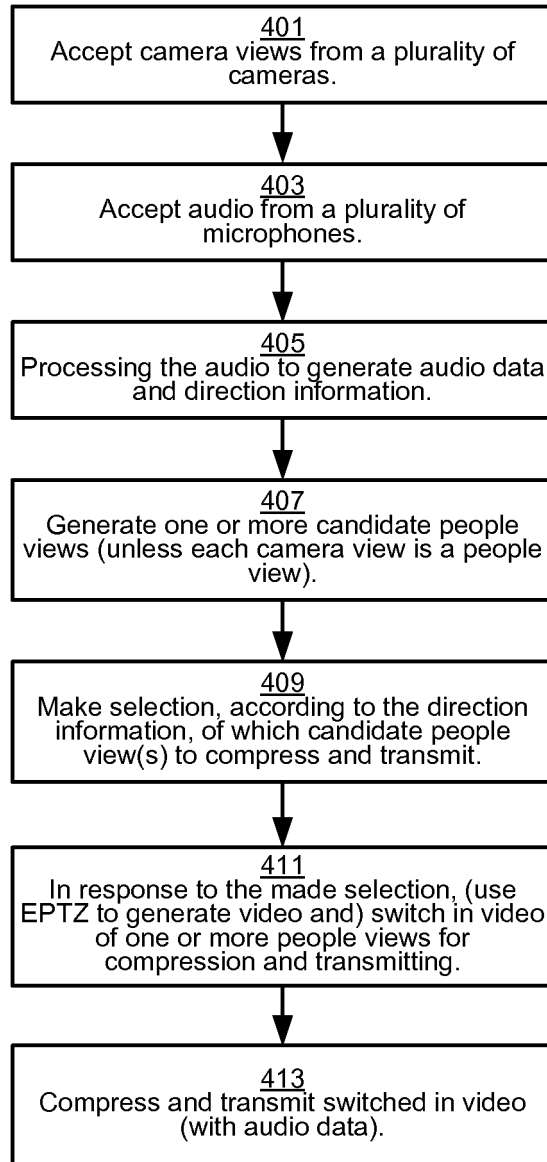 401
Accept camera views from a plurality of
cameras.
403
Accept audio from a plurality of
microphones.
405
Processing the audio to generate audio data
and direction information.
407
Generate one or more candidate people
views (unless each camera view is a people
view).
409
Make selection, according to the direction
information, of which candidate people
view(s) to compress and transmit.
411
In response to the made selection, (use
EPTZ to generate video and) switch in video
of one or more people views for
compression and transmitting.
413
Compress and transmit switched in video
(with audio data).